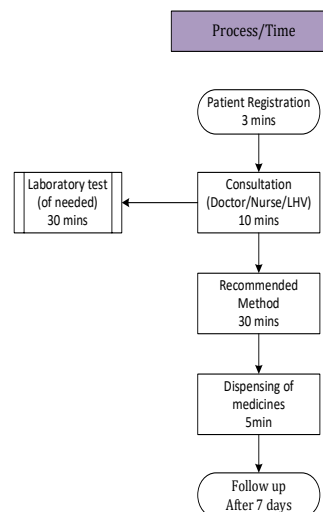 Process/Time
Patient Registration
3 mins
Laboratory test
(of needed)
30 mins
Consultation
(Doctor/Nurse/LHV)
10 mins
Recommended
Method
30 mins
Dispensing of
medicines
5min
Follow up
After 7 days